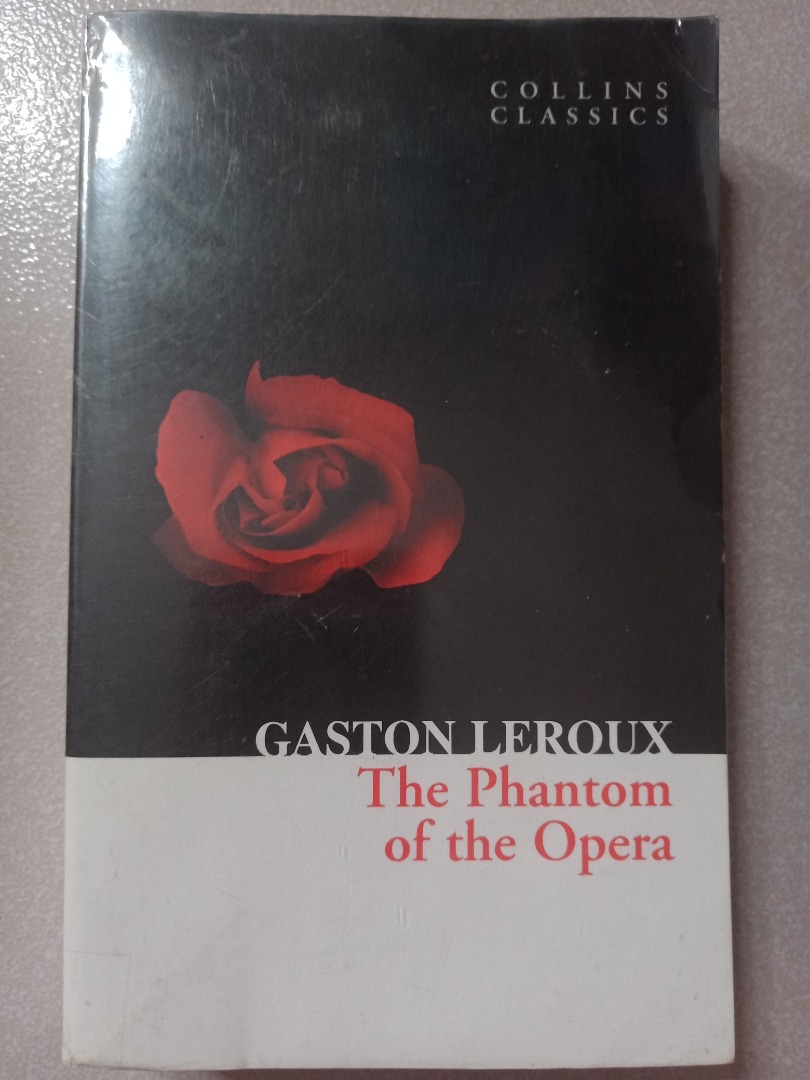 COLLINS
CLASSICS
GASTON LEROUX
The Phantom
of the Opera